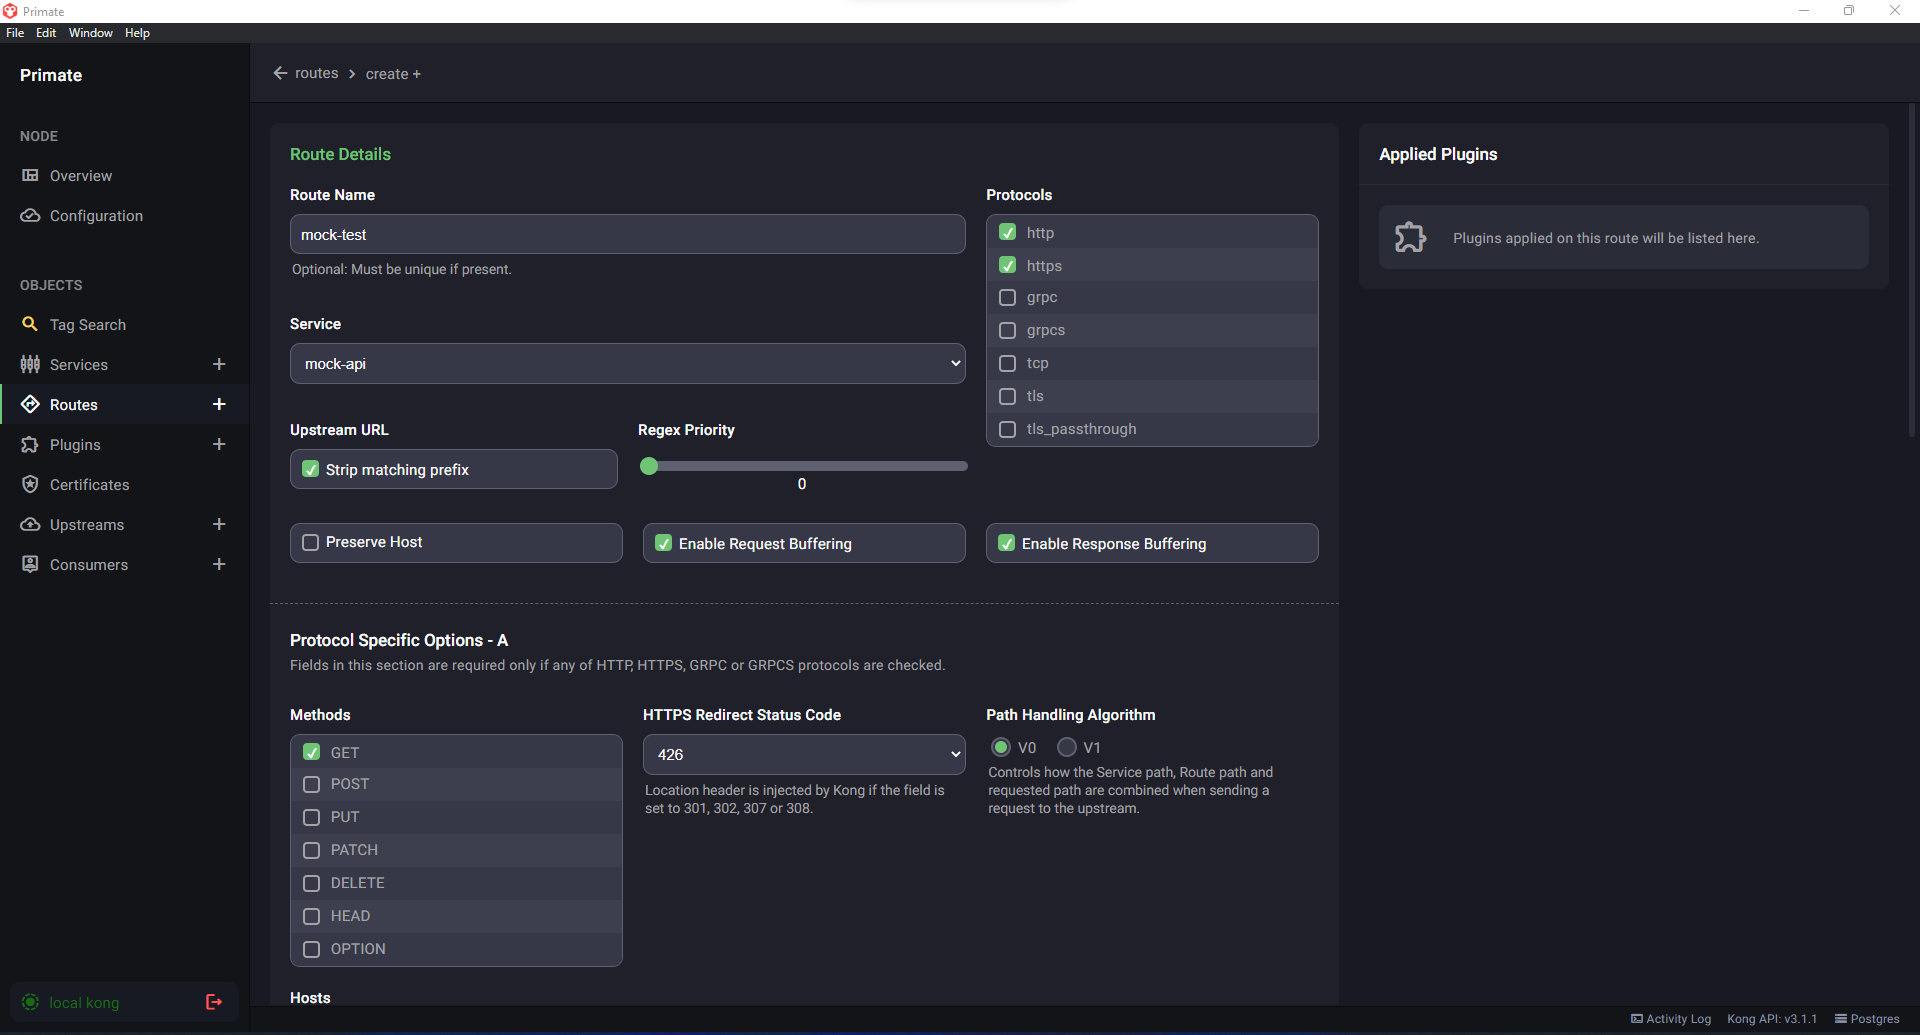 Primate
File Edit Window Help
Primate
NODE
Overview
Configuration
OBJECTS
Tag Search
Services +
Routes +
Plugins +
Certificates
Upstreams +
Consumers +
local kong
← routes > create +
Route Details
Route Name
mock-test
Optional: Must be unique if present.
Service
mock-api
Upstream URL
Strip matching prefix
Regex Priority
0
Protocols
http
https
grpc
grpcs
tcp
tls
tls_passthrough
Preserve Host
Enable Request Buffering
Enable Response Buffering
Protocol Specific Options - A
Fields in this section are required only if any of HTTP, HTTPS, GRPC or GRPCS protocols are checked.
Methods
GET
POST
PUT
PATCH
DELETE
HEAD
OPTION
HTTPS Redirect Status Code
426
Location header is injected by Kong if the field is
set to 301, 302, 307 or 308.
Path Handling Algorithm
V0 V1
Controls how the Service path, Route path and
requested path are combined when sending a
request to the upstream.
Hosts
Applied Plugins
Plugins applied on this route will be listed here.
Activity Log Kong API: v3.1.1 Postgres